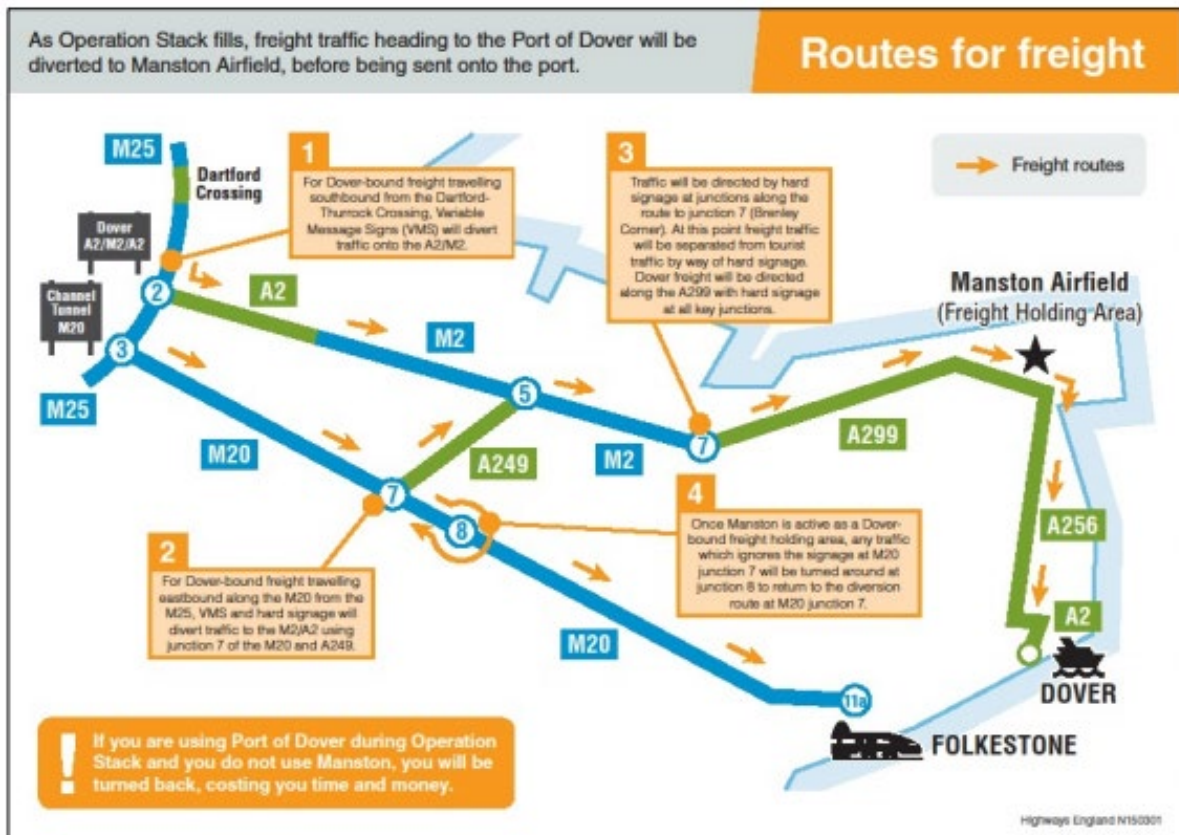 As Operation Stack fills, freight traffic heading to the Port of Dover will be
diverted to Manston Airfield, before being sent onto the port.
Routes for freight
M25
Dartford
Crossing
Dover
A2/M2/A2
Channel
Tunnel
M20
2
3
M25
1
For Dover-bound freight travelling
southbound from the Dartford-
Thurrock Crossing, Variable
Message Signs (VMS) will divert
traffic onto the A2/M2.
A2
M2
5
M2
7
3
Traffic will be directed by hard
signage at junctions along the
route to junction 7 (Brenley
Corner). At this point freight traffic
will be separated from tourist
traffic by way of hard signage.
Dover freight will be directed
along the A299 with hard signage
at all key junctions.
Freight routes
Manston Airfield
(Freight Holding Area)
A299
M20
A249
7
8
2
For Dover-bound freight travelling
eastbound along the M20 from the
M25, VMS and hard signage will
divert traffic to the M2/A2 using
junction 7 of the M20 and A249.
4
Once Manston is active as a Dover-
bound freight holding area, any traffic
which ignores the signage at M20
junction 7 will be turned around at
junction 8 to return to the diversion
route at M20 junction 7.
A256
A2
DOVER
M20
11a
FOLKESTONE
! If you are using Port of Dover during Operation
Stack and you do not use Manston, you will be
turned back, costing you time and money.
Highways England N150301